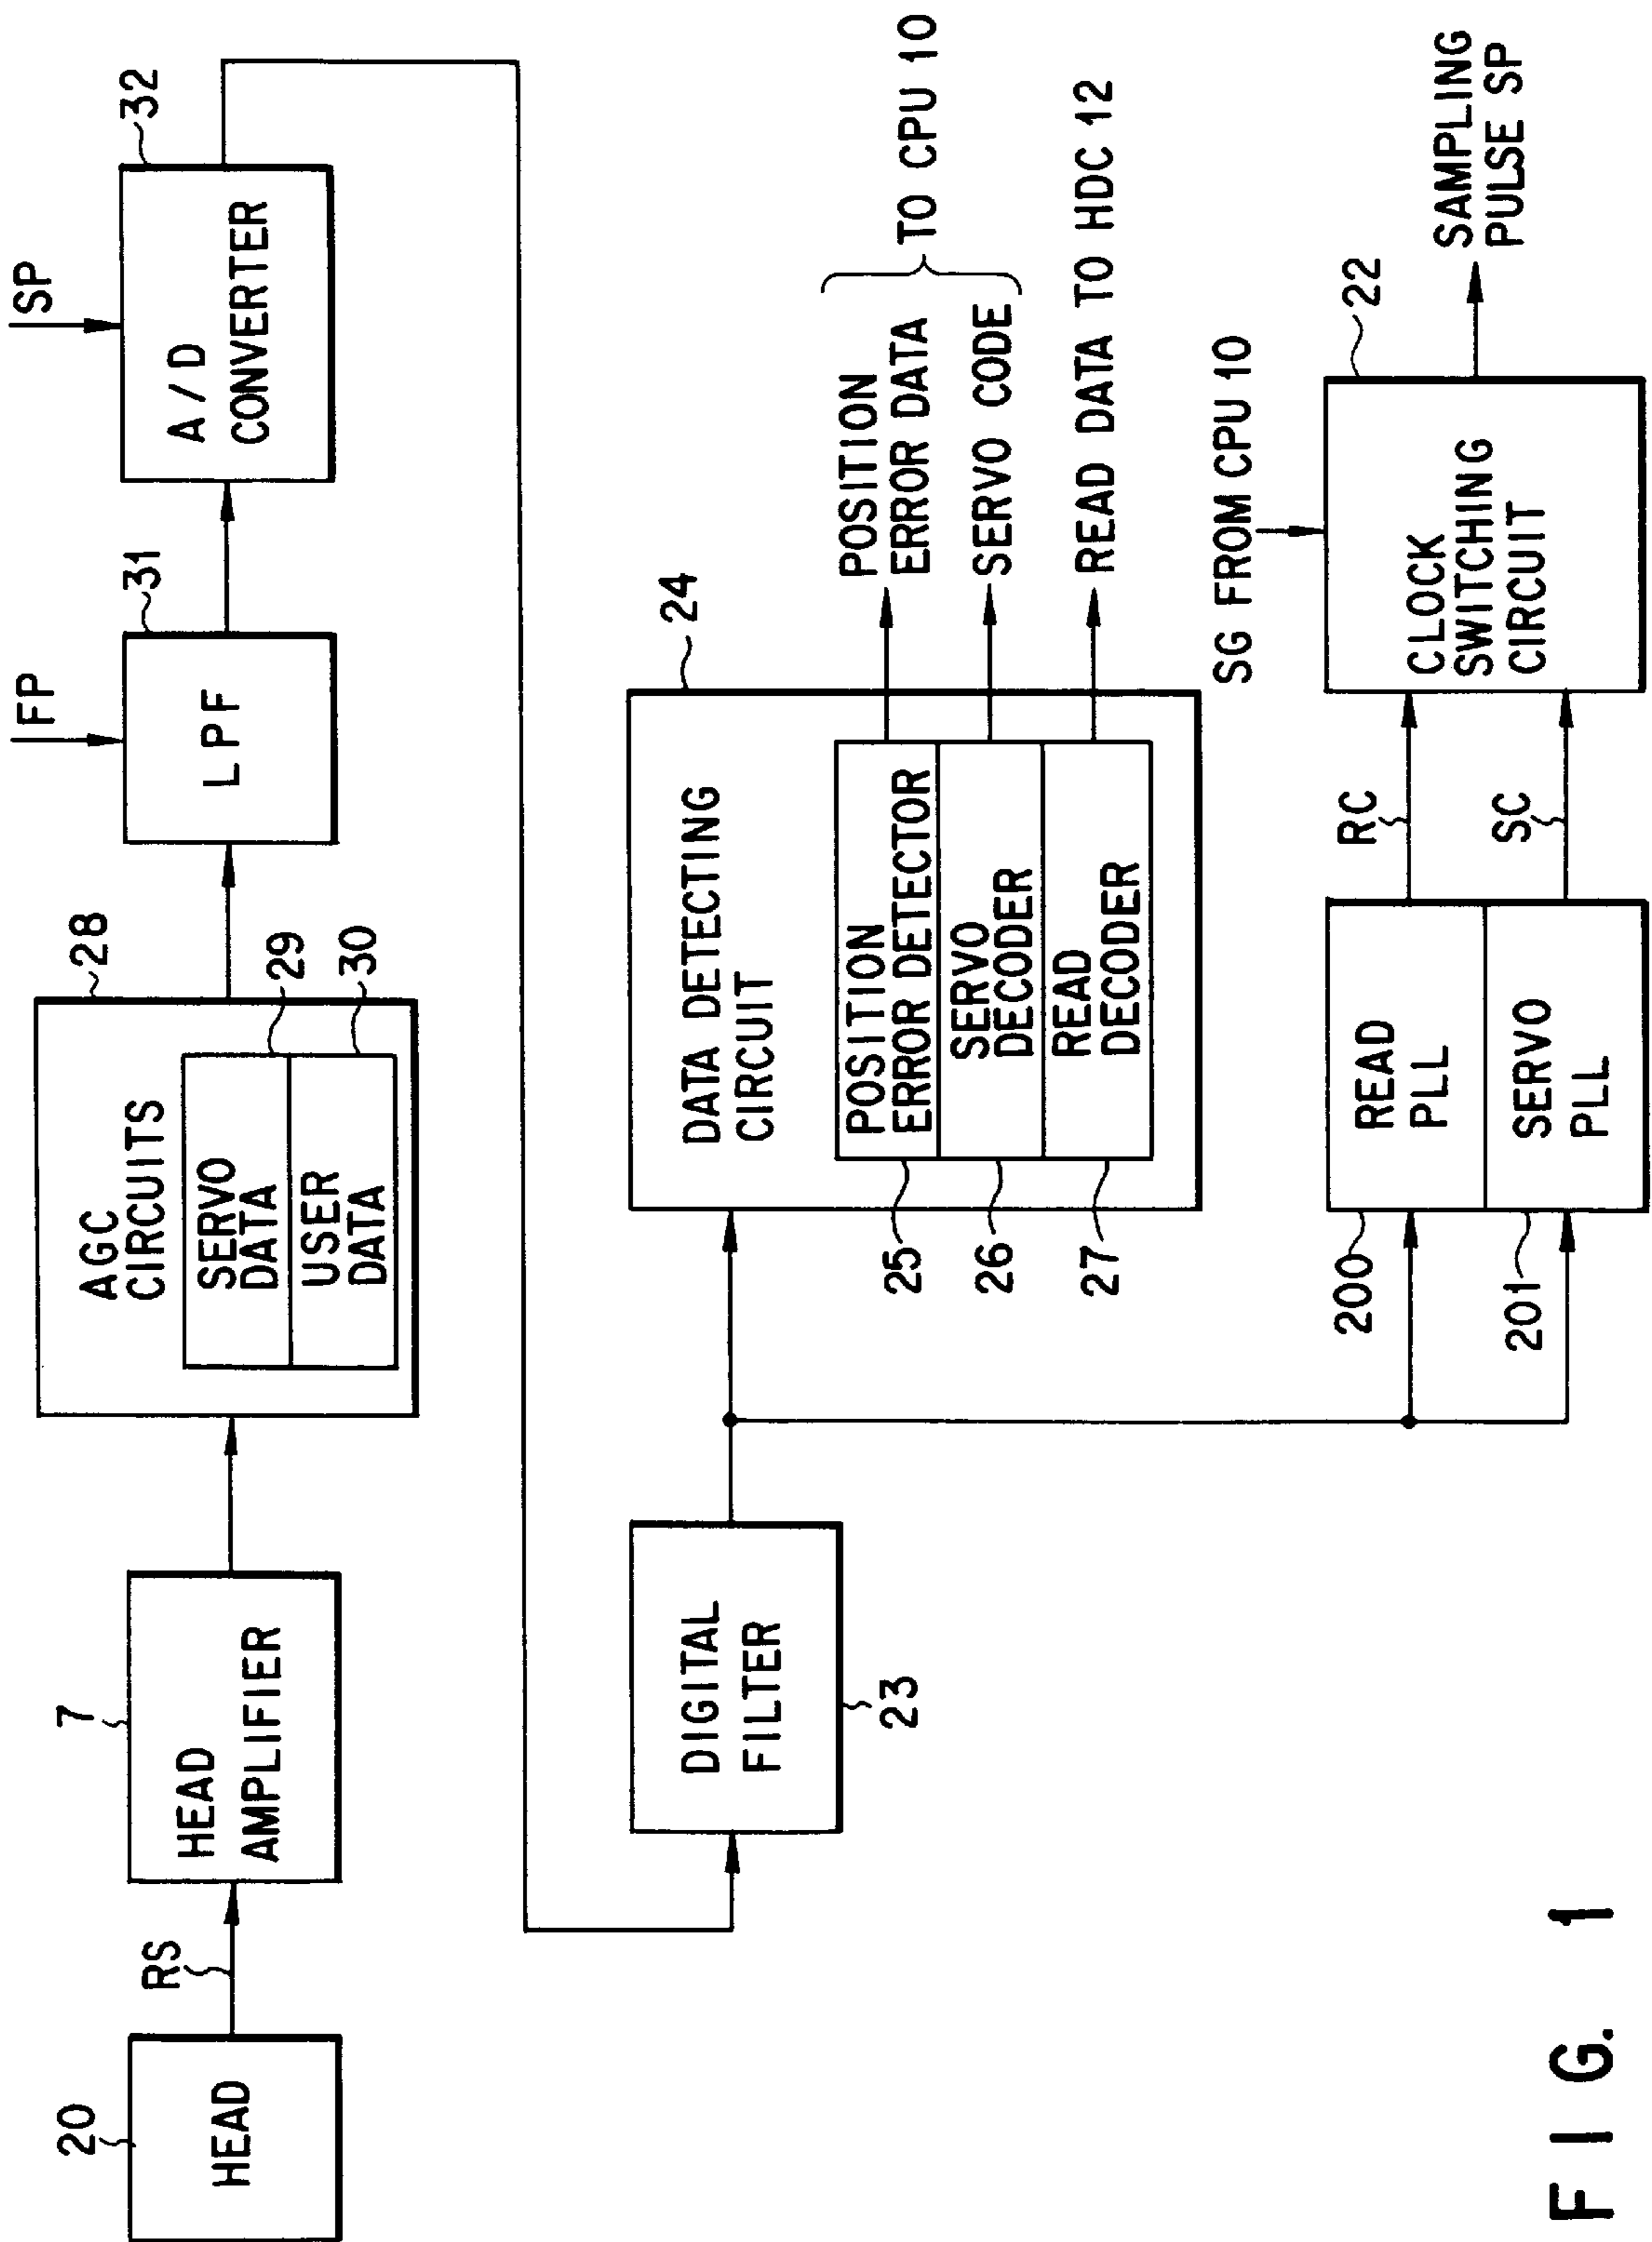 20
HEAD
RS
7
HEAD
AMPLIFIER
28
AGC
CIRCUITS
SERVO
DATA
29
USER
DATA
30
FP
31
LPF
SP
32
A/D
CONVERTER
DIGITAL
FILTER
23
24
DATA DETECTING
CIRCUIT
POSITION
ERROR DETECTOR
25
SERVO
DECODER
26
READ
DECODER
27
POSITION
ERROR DATA
SERVO CODE
TO CPU 10
READ DATA TO HDC 12
200
READ
PLL
201
SERVO
PLL
RC
SC
SG FROM CPU 10
22
CLOCK
SWITCHING
CIRCUIT
SAMPLING
PULSE SP
FIG. 1